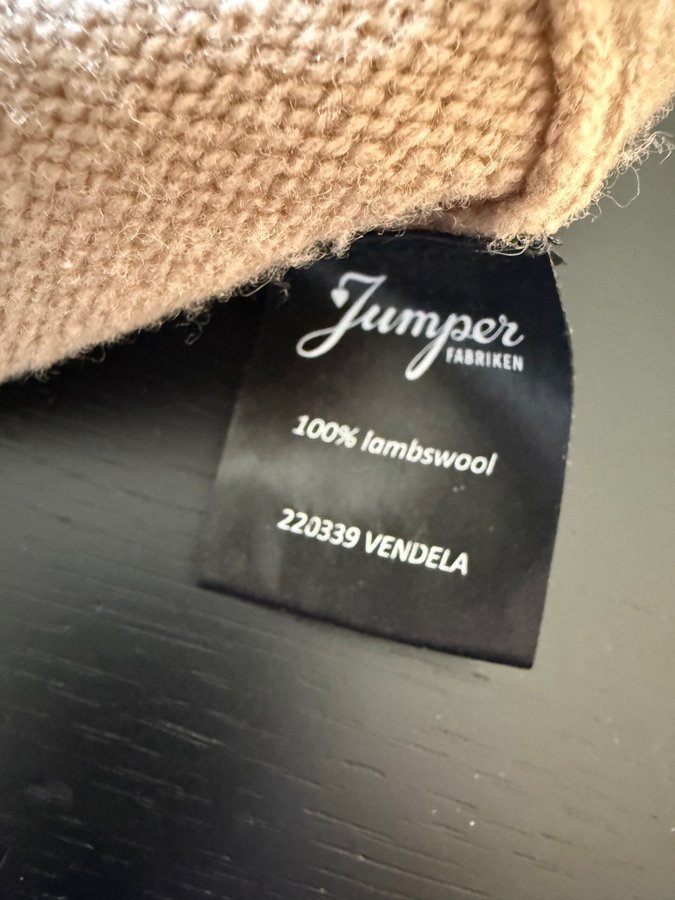 Jumper
FABRIKEN
100% lambswool
220339 VENDELA